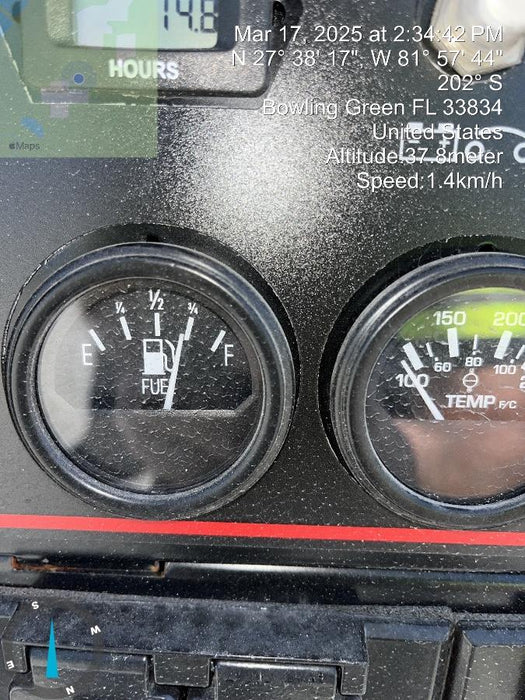 14.8
HOURS
Mar 17, 2025 at 2:34:42 PM
N 27° 38' 17", W 81° 57' 44"
202° S
Bowling Green FL 33834
United States
Altitude:37.8meter
Speed:1.4km/h
Maps
E 1/4 1/2 3/4 F
FUEL
100 150 200
60 80 100
TEMP. F/C
S
W
E
N